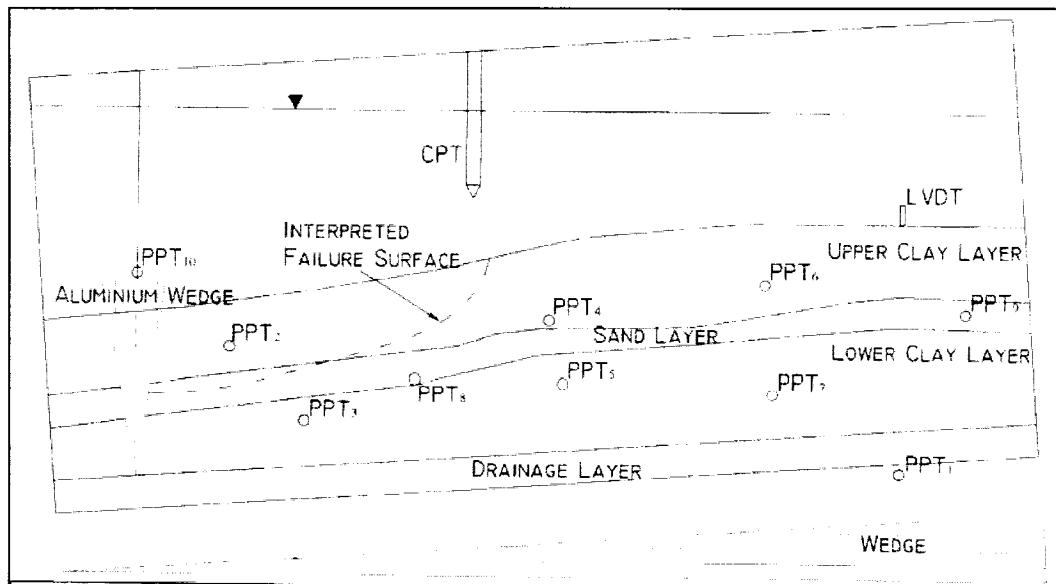 CPT
LVDT
INTERPRETED
FAILURE SURFACE
UPPER CLAY LAYER
PPT₁₀
PPT₆
ALUMINIUM WEDGE
PPT₄
PPT₉
PPT₂
SAND LAYER
LOWER CLAY LAYER
PPT₅
PPT₈
PPT₇
PPT₃
DRAINAGE LAYER
PPT₁
WEDGE